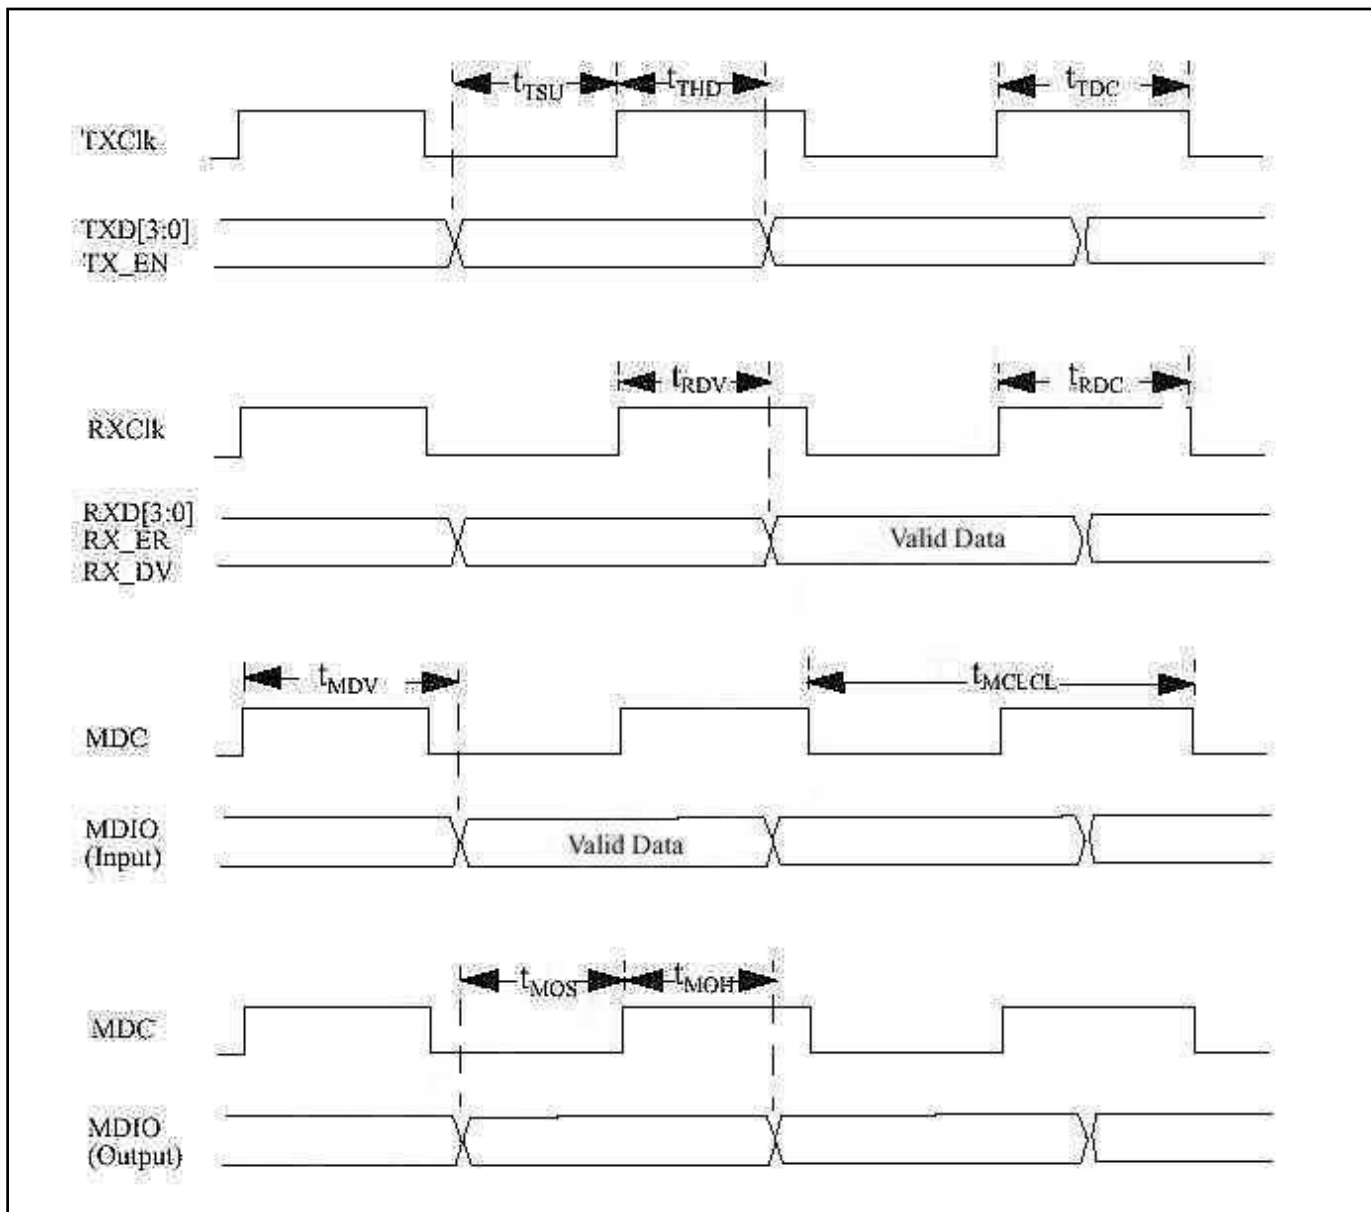 tTSU tTHD tTDC
TXClk
TXD[3:0]
TX_EN
tRDV tRDC
RXClk
RXD[3:0]
RX_ER
RX_DV
Valid Data
tMDV tMCLCL
MDC
MDIO
(Input)
Valid Data
tMOS tMOH
MDC
MDIO
(Output)